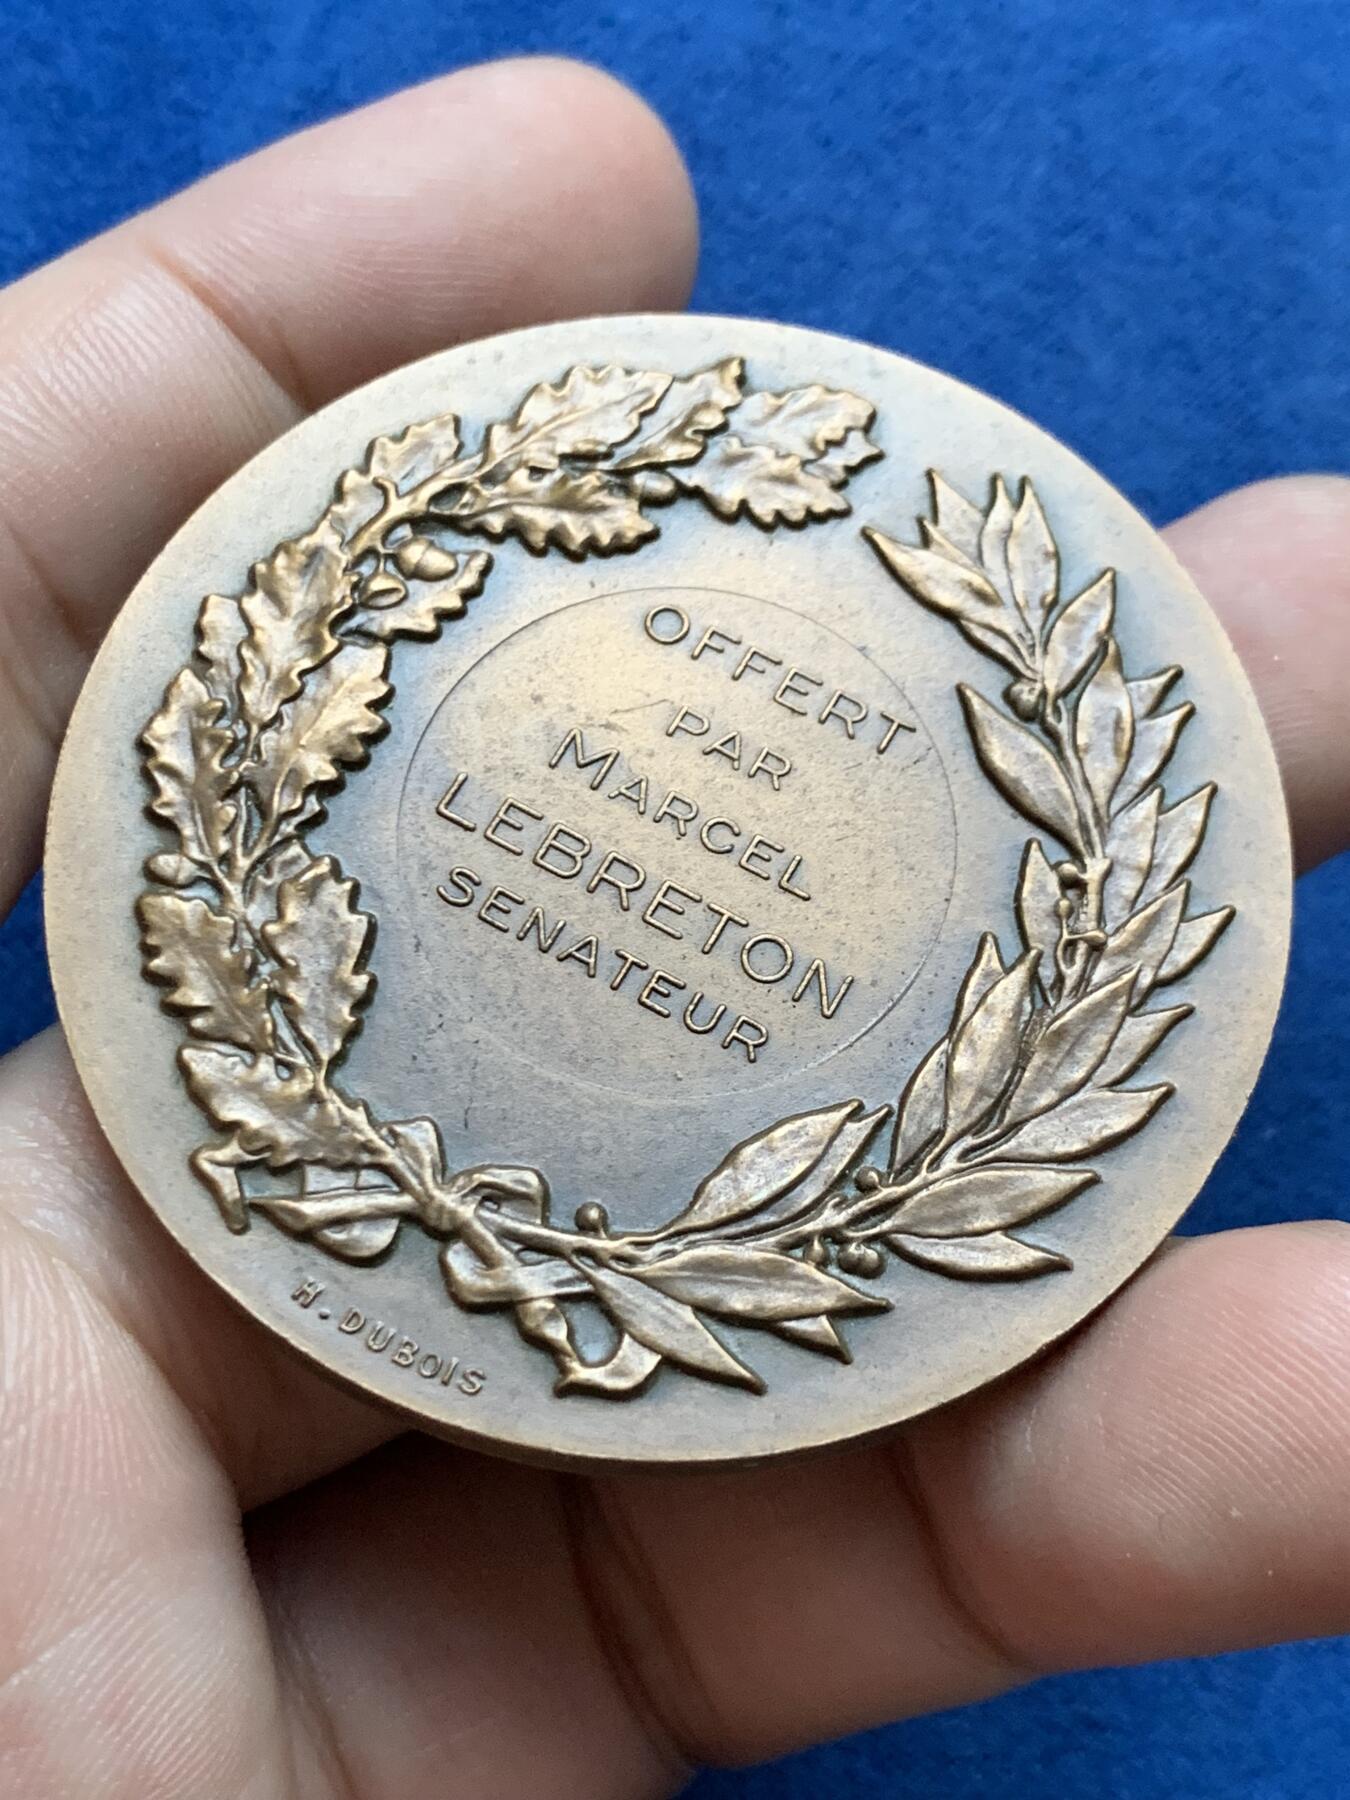 OFFERT
PAR
MARCEL
LEBRETON
SENATEUR
H. DUBOIS